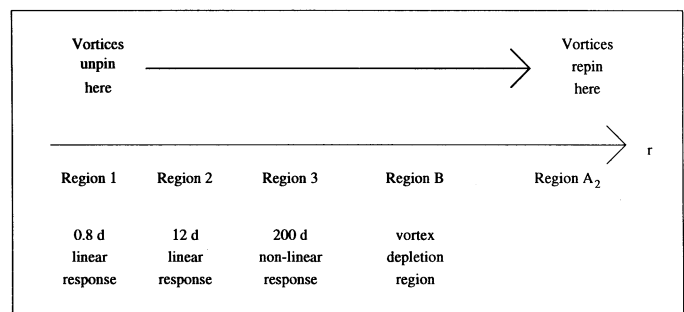 Vortices Vortices
unpin repin
here here
r
Region 1 Region 2 Region 3 Region B Region A2
0.8 d 12 d 200 d vortex
linear linear non-linear depletion
response response response region